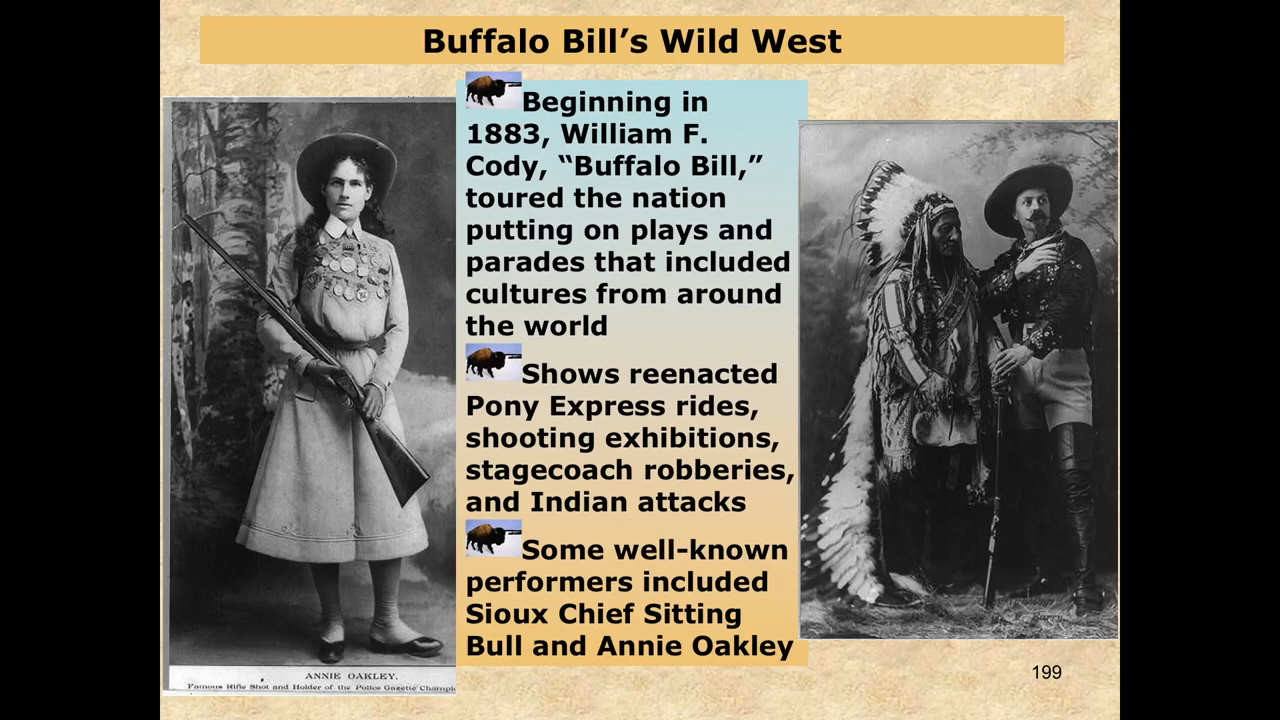 Buffalo Bill’s Wild West
Beginning in
1883, William F.
Cody, “Buffalo Bill,”
toured the nation
putting on plays and
parades that included
cultures from around
the world
Shows reenacted
Pony Express rides,
shooting exhibitions,
stagecoach robberies,
and Indian attacks
Some well-known
performers included
Sioux Chief Sitting
Bull and Annie Oakley
ANNIE OAKLEY,
Famous Rifle Shot and Holder of the Police Gazette Champi
199